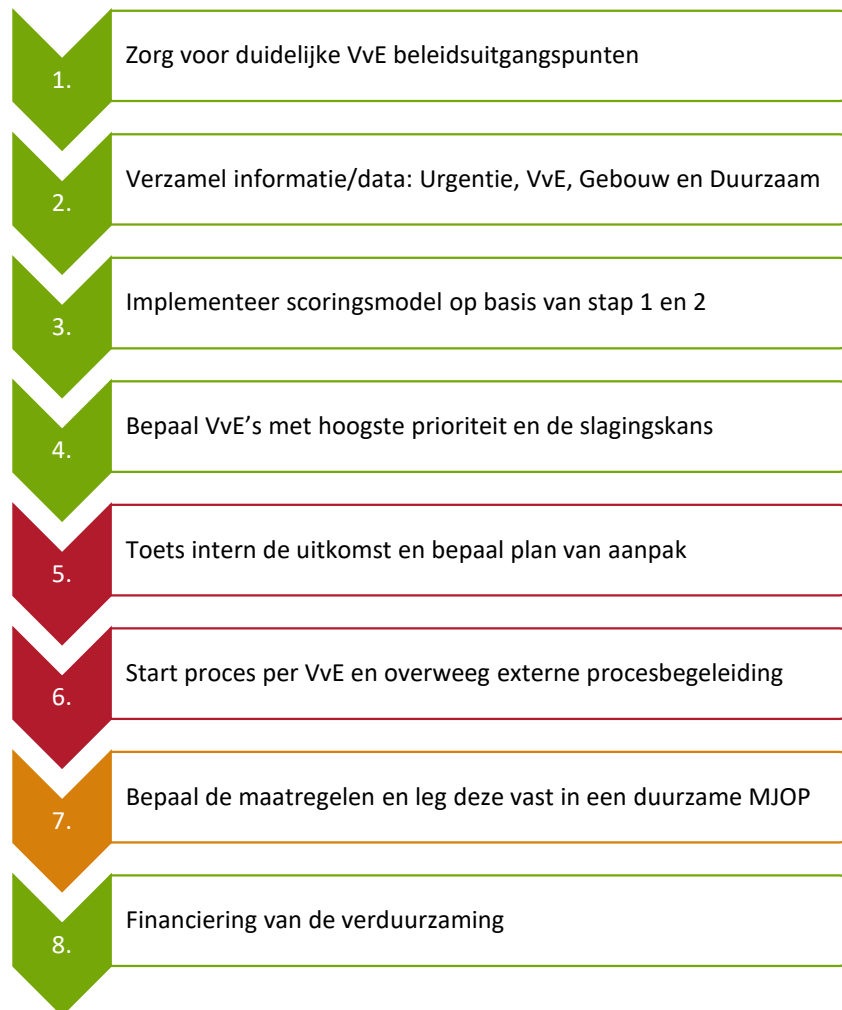 1.
Zorg voor duidelijke VvE beleidsuitgangspunten
2.
Verzamel informatie/data: Urgentie, VvE, Gebouw en Duurzaam
3.
Implementeer scoringsmodel op basis van stap 1 en 2
4.
Bepaal VvE’s met hoogste prioriteit en de slagingskans
5.
Toets intern de uitkomst en bepaal plan van aanpak
6.
Start proces per VvE en overweeg externe procesbegeleiding
7.
Bepaal de maatregelen en leg deze vast in een duurzame MJOP
8.
Financiering van de verduurzaming